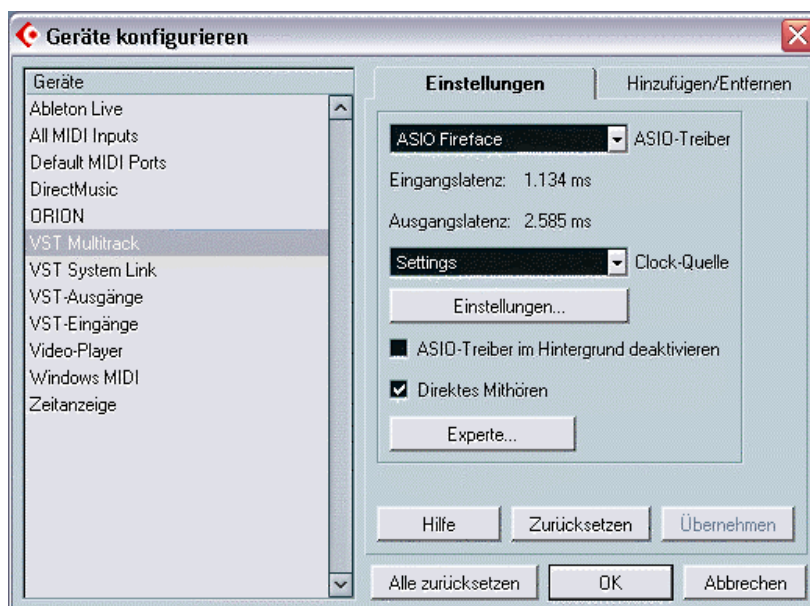 Geräte konfigurieren
Geräte
Ableton Live
All MIDI Inputs
Default MIDI Ports
DirectMusic
ORION
VST Multitrack
VST System Link
VST-Ausgänge
VST-Eingänge
Video-Player
Windows MIDI
Zeitanzeige
Einstellungen
Hinzufügen/Entfernen
ASIO Fireface ASIO-Treiber
Eingangslatenz: 1.134 ms
Ausgangslatenz: 2.585 ms
Settings Clock-Quelle
Einstellungen...
ASIO-Treiber im Hintergrund deaktivieren
Direktes Mithören
Experte...
Hilfe Zurücksetzen Übernehmen
Alle zurücksetzen OK Abbrechen